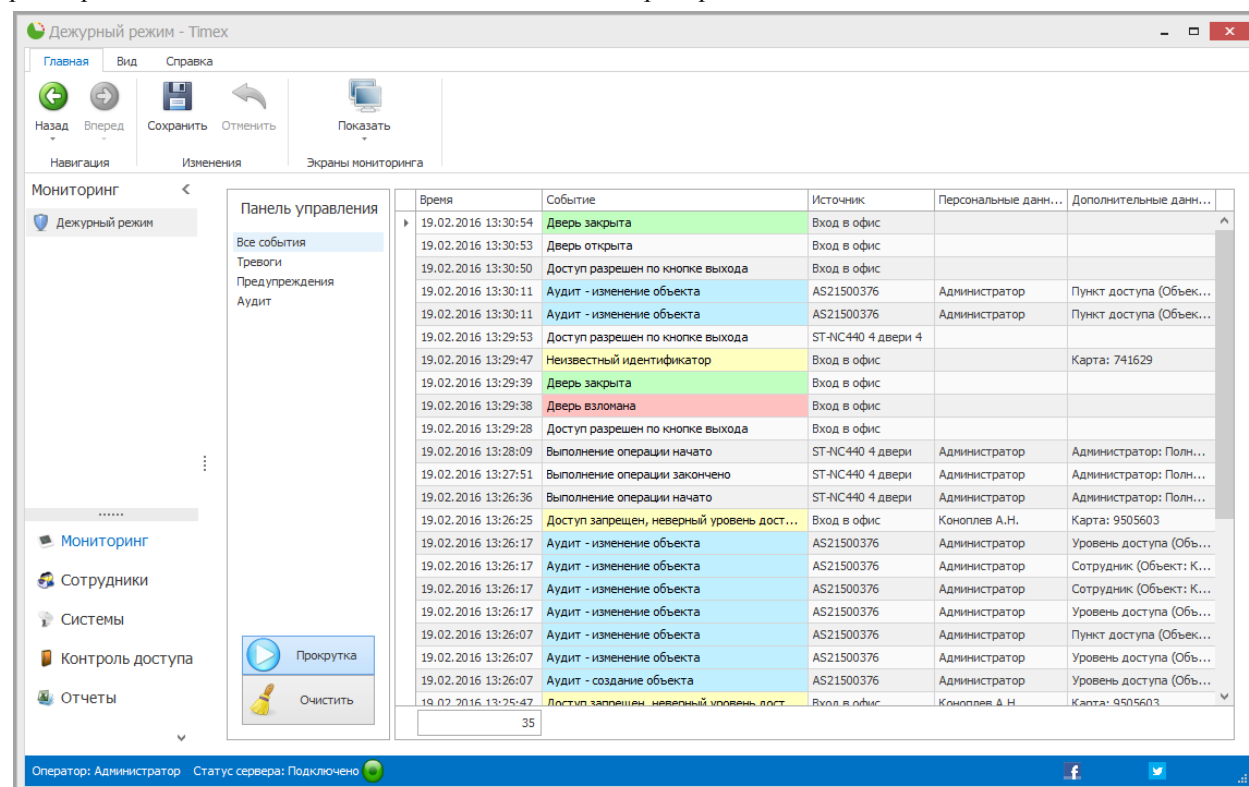 Дежурный режим - Timex
Главная Вид Справка
Назад Вперед Сохранить Отменить Показать
Навигация Изменения Экраны мониторинга
Мониторинг
Дежурный режим
Мониторинг
Сотрудники
Системы
Контроль доступа
Отчеты
Панель управления
Все события
Тревоги
Предупреждения
Аудит
Прокрутка
Очистить
Время Событие Источник Персональные данн... Дополнительные данн...
19.02.2016 13:30:54 Дверь закрыта Вход в офис
19.02.2016 13:30:53 Дверь открыта Вход в офис
19.02.2016 13:30:50 Доступ разрешен по кнопке выхода Вход в офис
19.02.2016 13:30:11 Аудит - изменение объекта AS21500376 Администратор Пункт доступа (Объек...
19.02.2016 13:30:11 Аудит - изменение объекта AS21500376 Администратор Пункт доступа (Объек...
19.02.2016 13:29:53 Доступ разрешен по кнопке выхода ST-NC440 4 двери 4
19.02.2016 13:29:47 Неизвестный идентификатор Вход в офис Карта: 741629
19.02.2016 13:29:39 Дверь закрыта Вход в офис
19.02.2016 13:29:38 Дверь взломана Вход в офис
19.02.2016 13:29:28 Доступ разрешен по кнопке выхода Вход в офис
19.02.2016 13:28:09 Выполнение операции начато ST-NC440 4 двери Администратор Администратор: Полн...
19.02.2016 13:27:51 Выполнение операции закончено ST-NC440 4 двери Администратор Администратор: Полн...
19.02.2016 13:26:36 Выполнение операции начато ST-NC440 4 двери Администратор Администратор: Полн...
19.02.2016 13:26:25 Доступ запрещен, неверный уровень дост... Вход в офис Коноплев А.Н. Карта: 9505603
19.02.2016 13:26:17 Аудит - изменение объекта AS21500376 Администратор Уровень доступа (Объ...
19.02.2016 13:26:17 Аудит - изменение объекта AS21500376 Администратор Сотрудник (Объект: К...
19.02.2016 13:26:17 Аудит - изменение объекта AS21500376 Администратор Сотрудник (Объект: К...
19.02.2016 13:26:17 Аудит - изменение объекта AS21500376 Администратор Уровень доступа (Объ...
19.02.2016 13:26:07 Аудит - изменение объекта AS21500376 Администратор Пункт доступа (Объек...
19.02.2016 13:26:07 Аудит - изменение объекта AS21500376 Администратор Уровень доступа (Объ...
19.02.2016 13:26:07 Аудит - создание объекта AS21500376 Администратор Уровень доступа (Объ...
19.02.2016 13:25:47 Доступ запрещен, неверный уровень дост... Вход в офис Коноплев А.Н. Карта: 9505603
35
Оператор: Администратор Статус сервера: Подключено